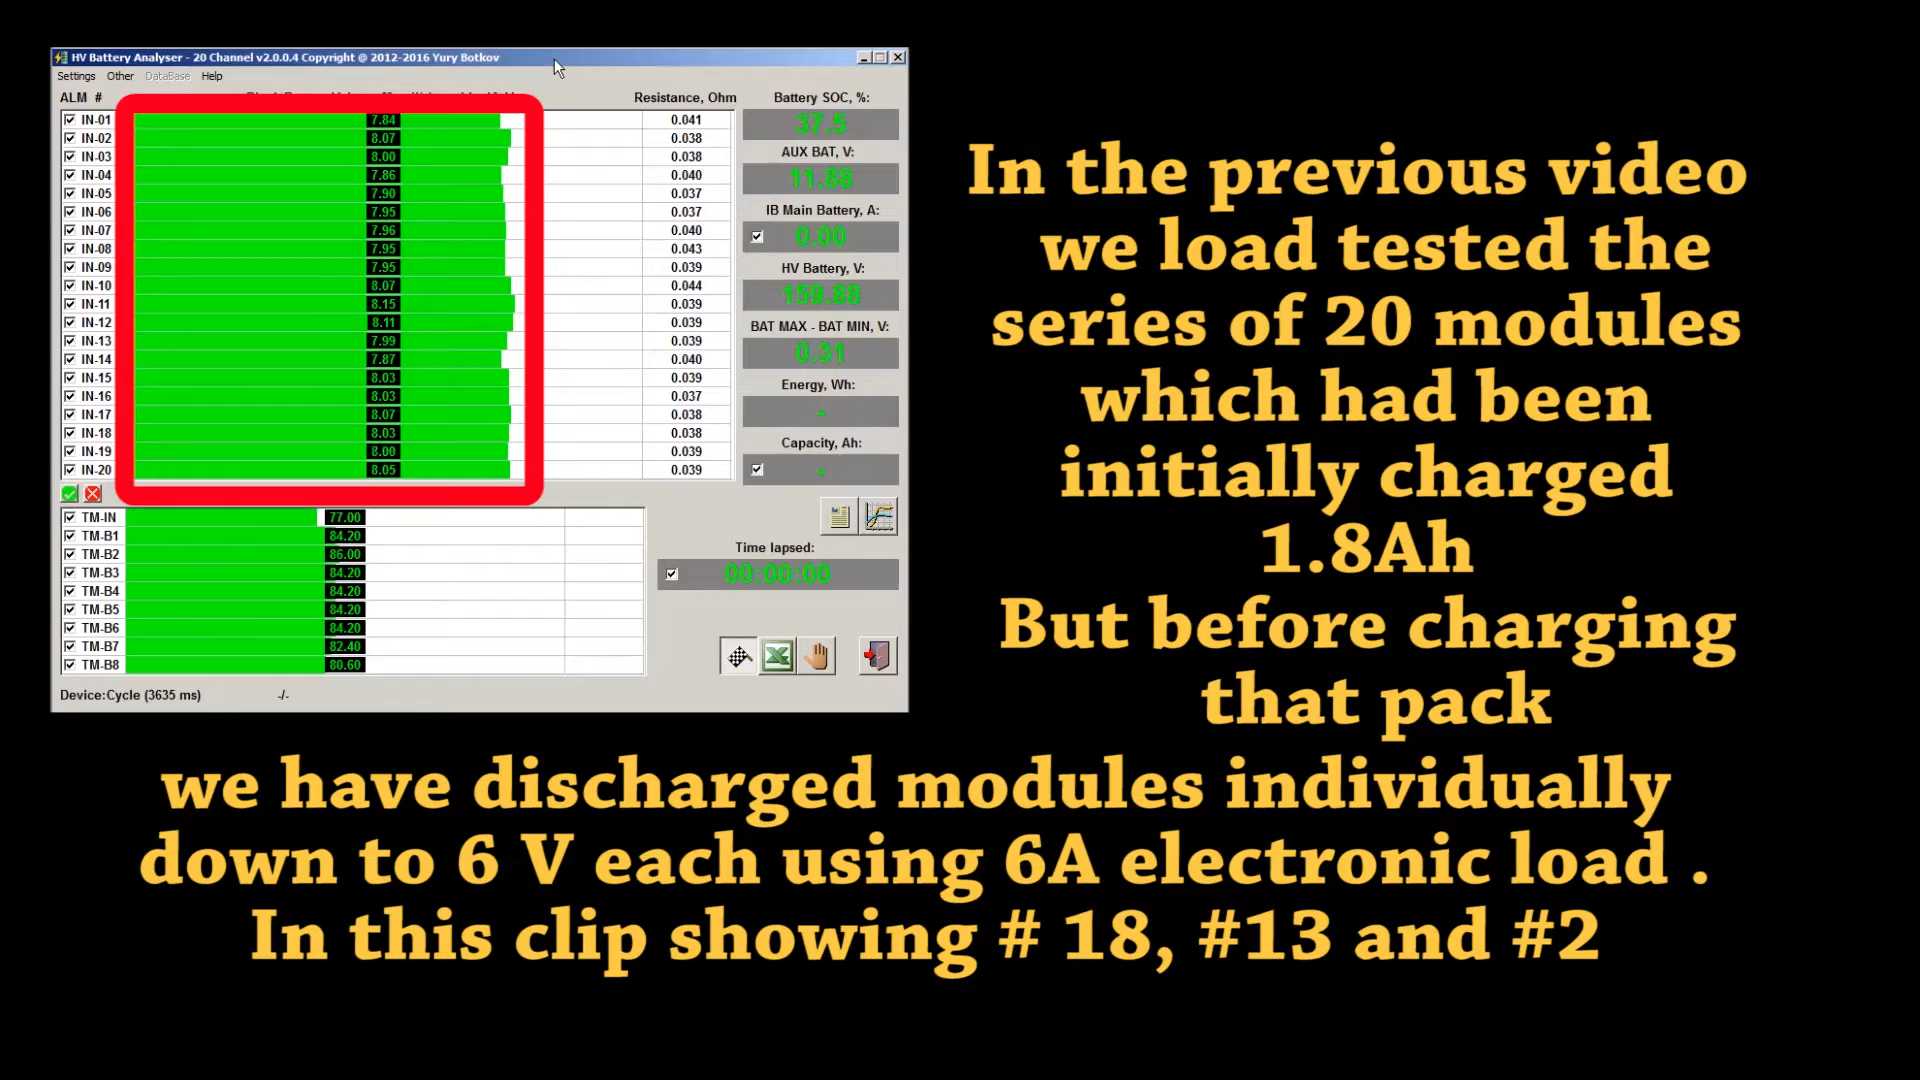 HV Battery Analyser - 20 Channel v2.0.0.4 Copyright @ 2012-2016 Yury Botkov
Settings Other DataBase Help
ALM # Resistance, Ohm
IN-01 7.84 0.041
IN-02 8.07 0.038
IN-03 8.00 0.038
IN-04 7.86 0.040
IN-05 7.90 0.037
IN-06 7.95 0.037
IN-07 7.96 0.040
IN-08 7.95 0.043
IN-09 7.95 0.039
IN-10 8.07 0.044
IN-11 8.15 0.039
IN-12 8.11 0.039
IN-13 7.99 0.039
IN-14 7.87 0.040
IN-15 8.03 0.039
IN-16 8.03 0.037
IN-17 8.07 0.038
IN-18 8.03 0.038
IN-19 8.00 0.039
IN-20 8.05 0.039
Battery SOC, %:
37.5
AUX BAT, V:
11.88
IB Main Battery, A:
0.00
HV Battery, V:
159.88
BAT MAX - BAT MIN, V:
0.31
Energy, Wh:
-
Capacity, Ah:
-
TM-IN 77.00
TM-B1 84.20
TM-B2 86.00
TM-B3 84.20
TM-B4 84.20
TM-B5 84.20
TM-B6 84.20
TM-B7 82.40
TM-B8 80.60
Time lapsed:
00:00:00
Device:Cycle (3635 ms) -/-
In the previous video
we load tested the
series of 20 modules
which had been
initially charged
1.8Ah
But before charging
that pack
we have discharged modules individually
down to 6 V each using 6A electronic load .
In this clip showing # 18, #13 and #2